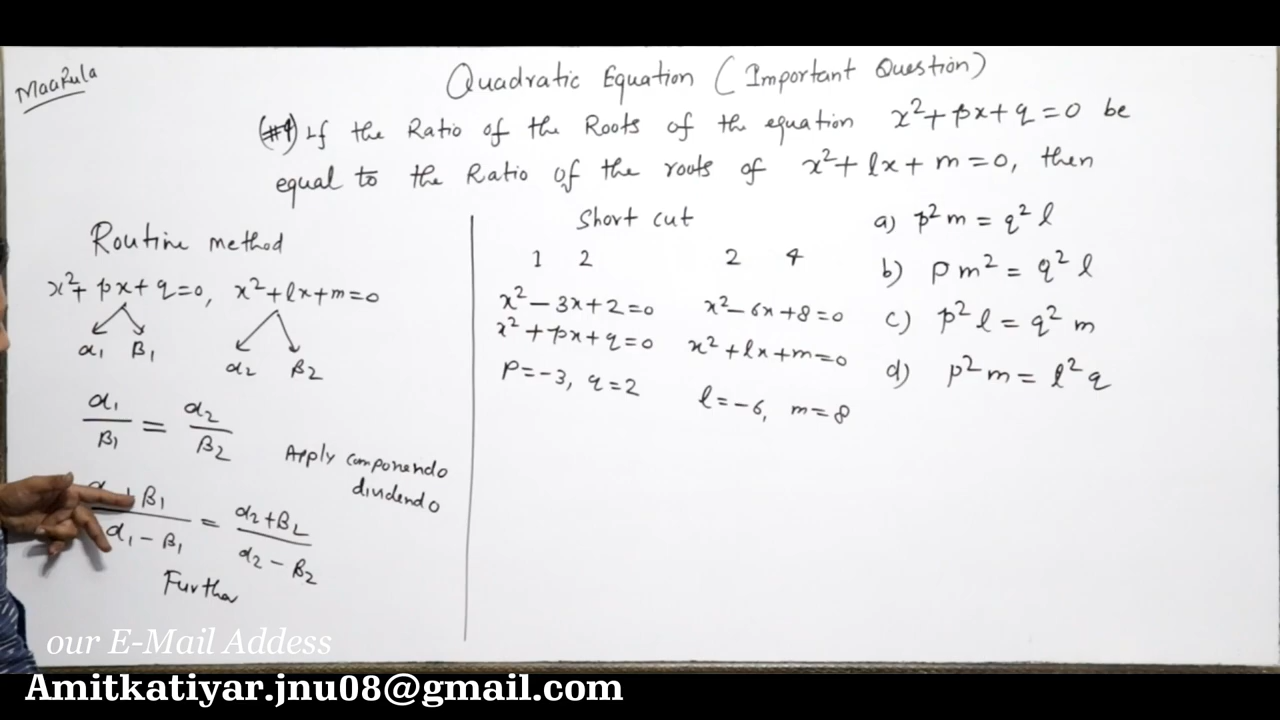 MaaRula
Quadratic Equation (Important Question)
(#9) If the Ratio of the Roots of the equation x²+px+q=0 be
equal to the Ratio of the roots of x²+lx+m=0, then
Routine method
x²+px+q=0, x²+lx+m=0
α₁ β₁ α₂ β₂
α₁/β₁ = α₂/β₂
Apply componendo
dividendo
α₁+β₁/α₁-β₁ = α₂+β₂/α₂-β₂
Further
Short cut
1 2 2 4
x²-3x+2=0 x²-6x+8=0
x²+px+q=0 x²+lx+m=0
P=-3, q=2 l=-6, m=8
a) p²m = q²l
b) pm² = q²l
c) p²l = q²m
d) p²m = l²q
our E-Mail Addess
Amitkatiyar.jnu08@gmail.com